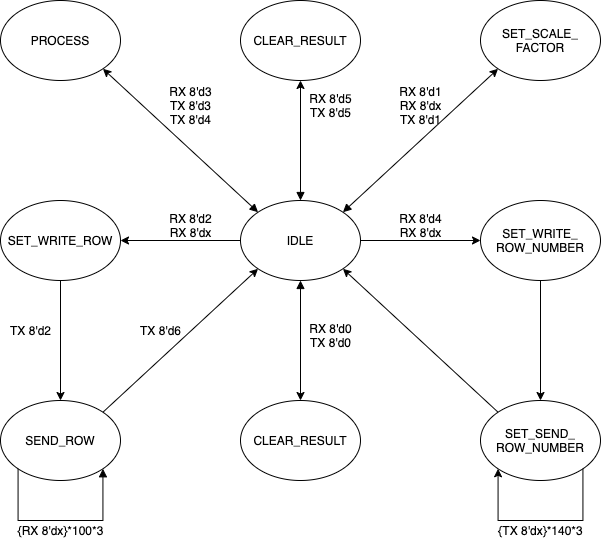 PROCESS
CLEAR_RESULT
SET_SCALE_
FACTOR
RX 8'd3
TX 8'd3
TX 8'd4
RX 8'd5
TX 8'd5
RX 8'd1
RX 8'dx
TX 8'd1
SET_WRITE_ROW
RX 8'd2
RX 8'dx
IDLE
RX 8'd4
RX 8'dx
SET_WRITE_
ROW_NUMBER
TX 8'd2
TX 8'd6
RX 8'd0
TX 8'd0
SEND_ROW
CLEAR_RESULT
SET_SEND_
ROW_NUMBER
{RX 8'dx}*100*3
{TX 8'dx}*140*3